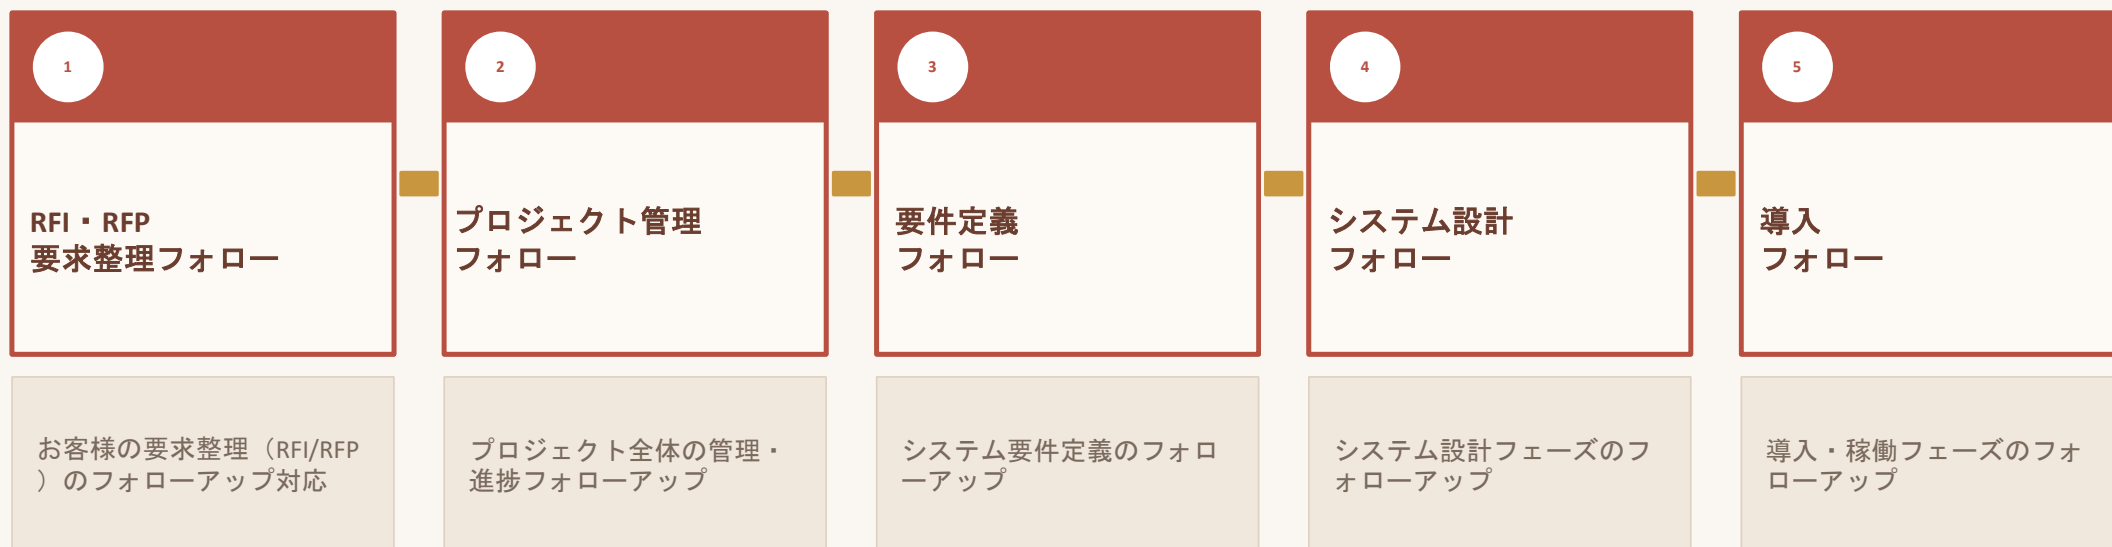 1
RFI・RFP
要求整理フォロー
お客様の要求整理（RFI/RFP
）のフォローアップ対応
2
プロジェクト管理
フォロー
プロジェクト全体の管理・
進捗フォローアップ
3
要件定義
フォロー
システム要件定義のフォロ
ーアップ
4
システム設計
フォロー
システム設計フェーズのフ
ォローアップ
5
導入
フォロー
導入・稼働フェーズのフォ
ローアップ